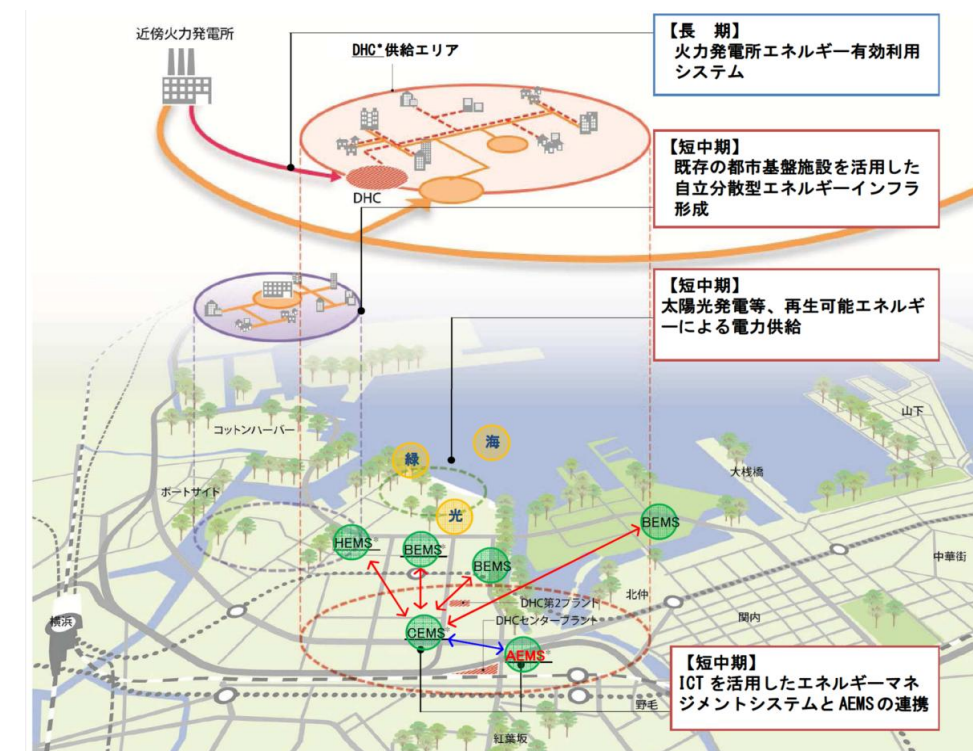 近傍火力発電所
DHC*供給エリア
【長 期】
火力発電所エネルギー有効利用
システム
【短中期】
既存の都市基盤施設を活用した
自立分散型エネルギーインフラ
形成
DHC
【短中期】
太陽光発電等、再生可能エネルギ
ーによる電力供給
コットンハーバー
ポートサイド
緑
海
光
山下
大桟橋
HEMS
BEMS
BEMS
BEMS
中華街
北仲
関内
DHC第2プラント
DHCセンタープラント
横浜
CEMS
AEMS
野毛
紅葉坂
【短中期】
ICTを活用したエネルギーマネ
ジメントシステムとAEMSの連携